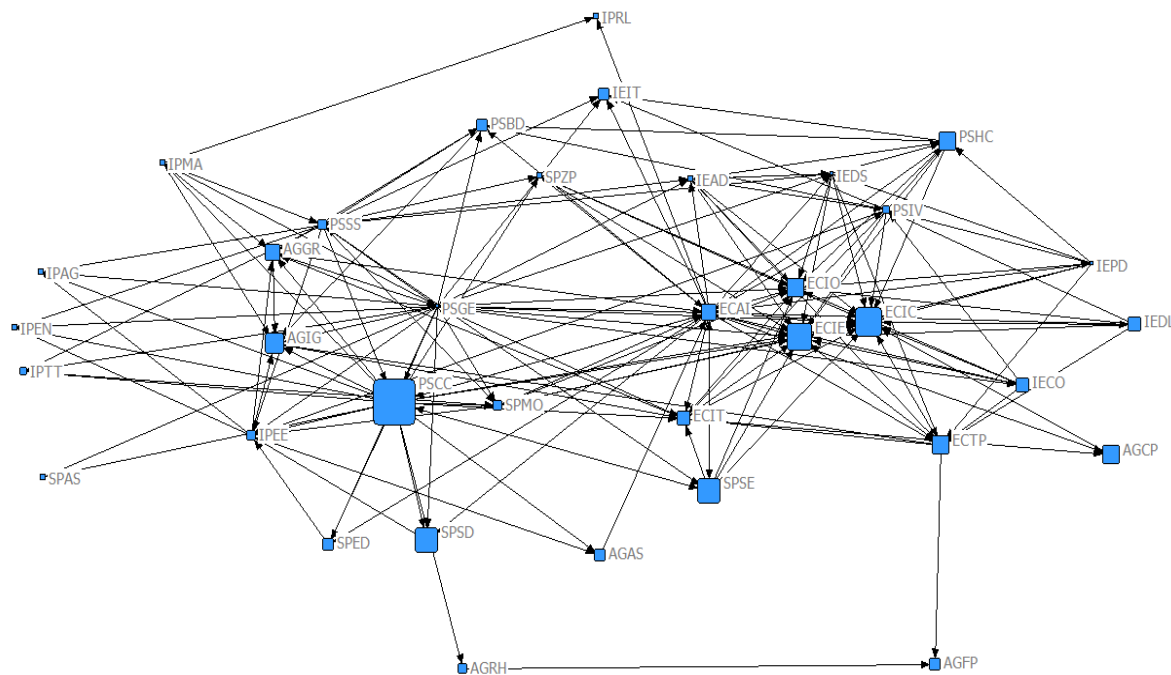 IPRL
IEIT
PSBD
PSHC
IPMA
SPZP
IEAD
IEDS
PSIV
PSSS
AGGR
IPAG
IEPD
ECIO
PSGE
ECAI
ECIC
IPEN
ECIE
IEDL
AGIG
IPTT
PSCC
IECO
SPMO
ECIT
IPEE
ECTP
AGCP
SPAS
SPSE
SPED
SPSD
AGAS
AGRH
AGFP